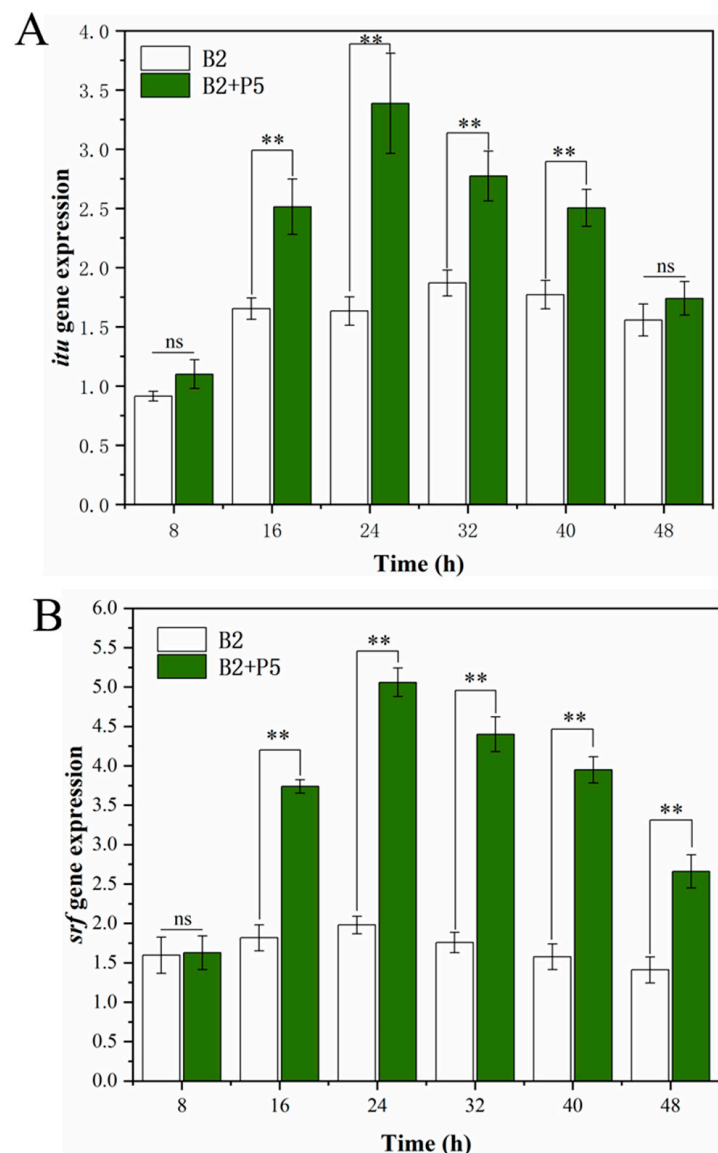 A
4.0
3.5
3.0
2.5
2.0
1.5
1.0
0.5
0.0
itu gene expression
B2
B2+P5
ns
**
**
**
**
ns
8 16 24 32 40 48
Time (h)
B
6.0
5.5
5.0
4.5
4.0
3.5
3.0
2.5
2.0
1.5
1.0
0.5
0.0
srf gene expression
B2
B2+P5
ns
**
**
**
**
**
8 16 24 32 40 48
Time (h)